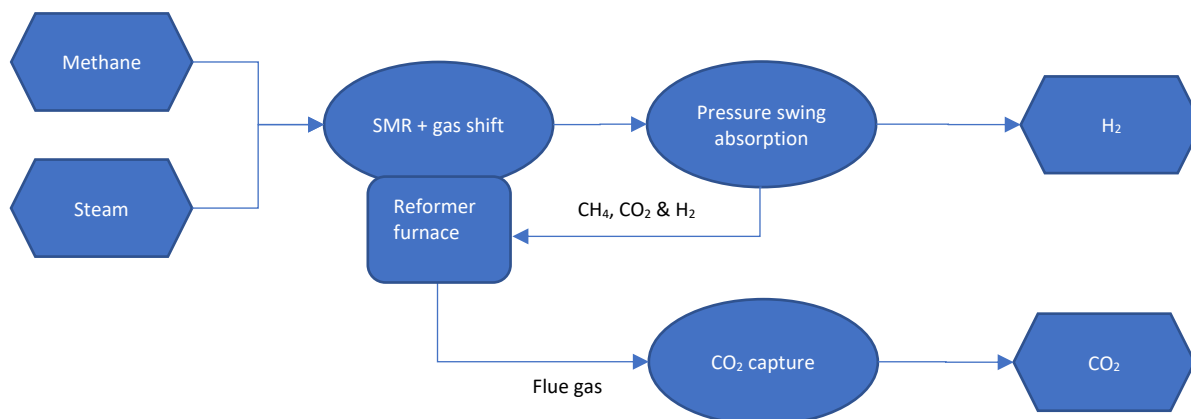 Methane
SMR + gas shift
Pressure swing
absorption
H₂
Steam
Reformer
furnace
CH₄, CO₂ & H₂
CO₂ capture
CO₂
Flue gas